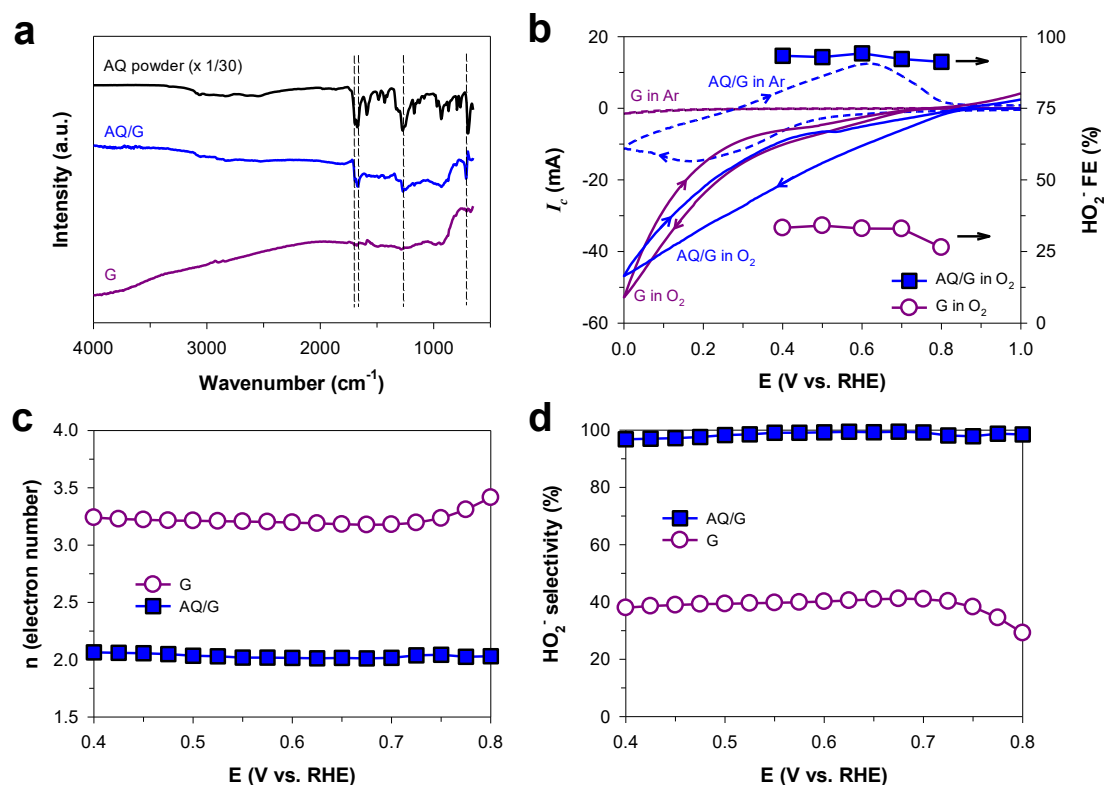 a
AQ powder (x 1/30)
AQ/G
G
Intensity (a.u.)
4000 3000 2000 1000
Wavenumber (cm⁻¹)
b
20
0
-20
-40
-60
100
75
50
25
0
G in Ar
AQ/G in Ar
AQ/G in O₂
G in O₂
AQ/G in O₂
G in O₂
I_c (mA)
HO₂⁻ FE (%)
0.0 0.2 0.4 0.6 0.8 1.0
E (V vs. RHE)
c
4.0
3.5
3.0
2.5
2.0
1.5
G
AQ/G
n (electron number)
0.4 0.5 0.6 0.7 0.8
E (V vs. RHE)
d
100
80
60
40
20
0
AQ/G
G
HO₂⁻ selectivity (%)
0.4 0.5 0.6 0.7 0.8
E (V vs. RHE)